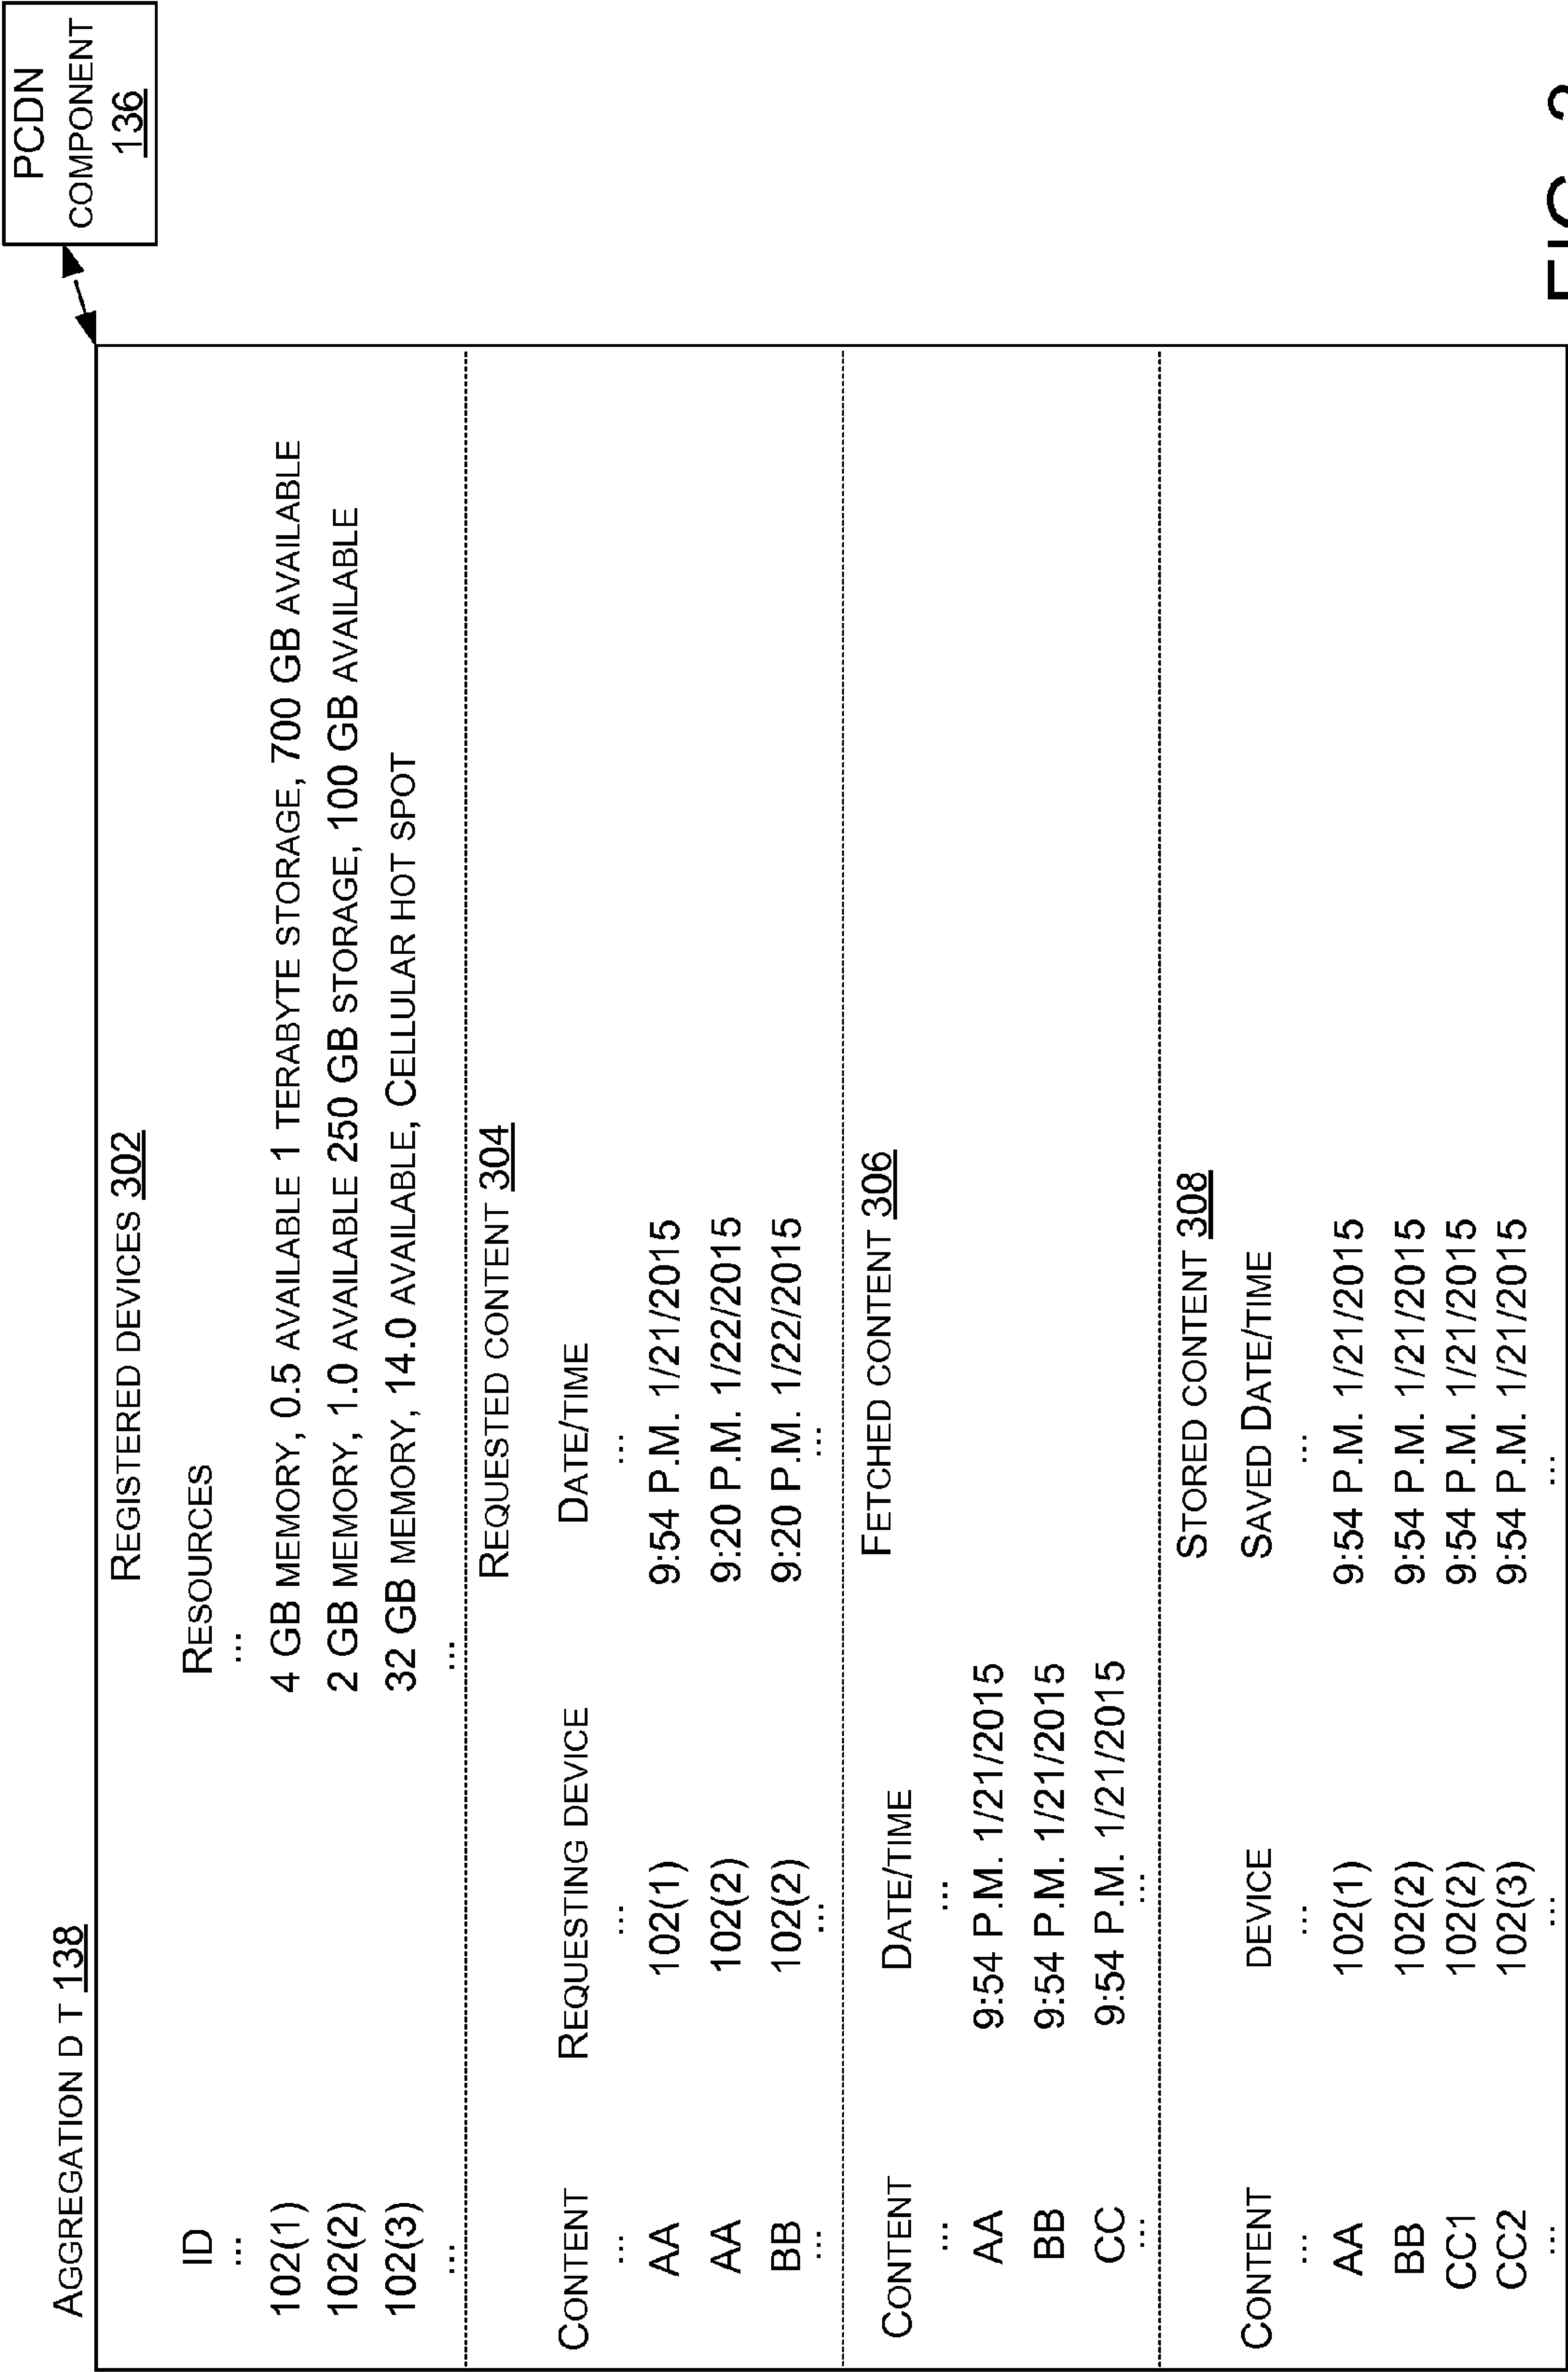 PCDN
COMPONENT
136
AGGREGATION D T 138
REGISTERED DEVICES 302
ID RESOURCES
... ...
102(1) 4 GB MEMORY, 0.5 AVAILABLE 1 TERABYTE STORAGE, 700 GB AVAILABLE
102(2) 2 GB MEMORY, 1.0 AVAILABLE 250 GB STORAGE, 100 GB AVAILABLE
102(3) 32 GB MEMORY, 14.0 AVAILABLE, CELLULAR HOT SPOT
... ...
REQUESTED CONTENT 304
CONTENT REQUESTING DEVICE DATE/TIME
... ... ...
AA 102(1) 9:54 P.M. 1/21/2015
AA 102(2) 9:20 P.M. 1/22/2015
BB 102(2) 9:20 P.M. 1/22/2015
... ... ...
FETCHED CONTENT 306
CONTENT DATE/TIME
... ...
AA 9:54 P.M. 1/21/2015
BB 9:54 P.M. 1/21/2015
CC 9:54 P.M. 1/21/2015
... ...
STORED CONTENT 308
CONTENT DEVICE SAVED DATE/TIME
... ... ...
AA 102(1) 9:54 P.M. 1/21/2015
BB 102(2) 9:54 P.M. 1/21/2015
CC1 102(2) 9:54 P.M. 1/21/2015
CC2 102(3) 9:54 P.M. 1/21/2015
... ... ...